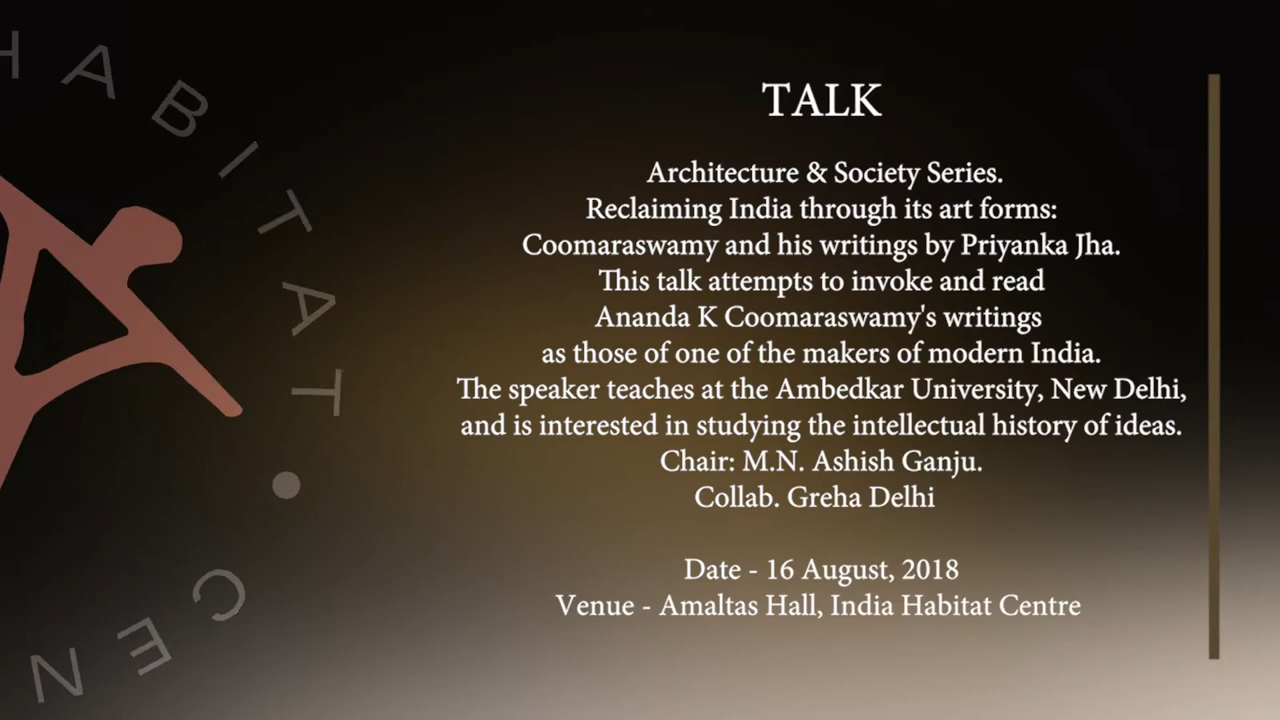 HABITAT • CEN
TALK
Architecture & Society Series.
Reclaiming India through its art forms:
Coomaraswamy and his writings by Priyanka Jha.
This talk attempts to invoke and read
Ananda K Coomaraswamy's writings
as those of one of the makers of modern India.
The speaker teaches at the Ambedkar University, New Delhi,
and is interested in studying the intellectual history of ideas.
Chair: M.N. Ashish Ganju.
Collab. Greha Delhi
Date - 16 August, 2018
Venue - Amaltas Hall, India Habitat Centre